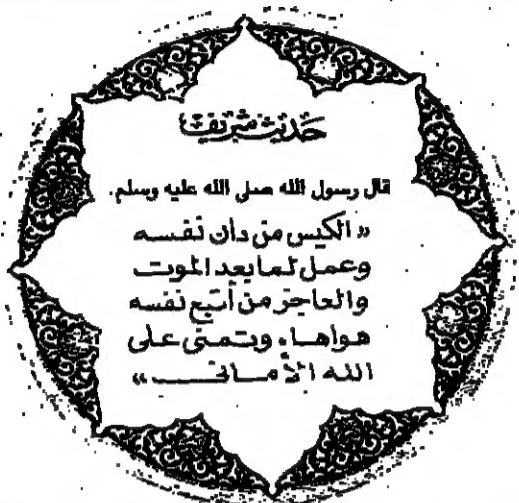 حديث شريف
قال رسول الله صلى الله عليه وسلم.
« الكيس من دان نفسه
وعمل لما بعد الموت
والعاجز من أتبع نفسه
هواها، وتمنى على
الله الأماني »